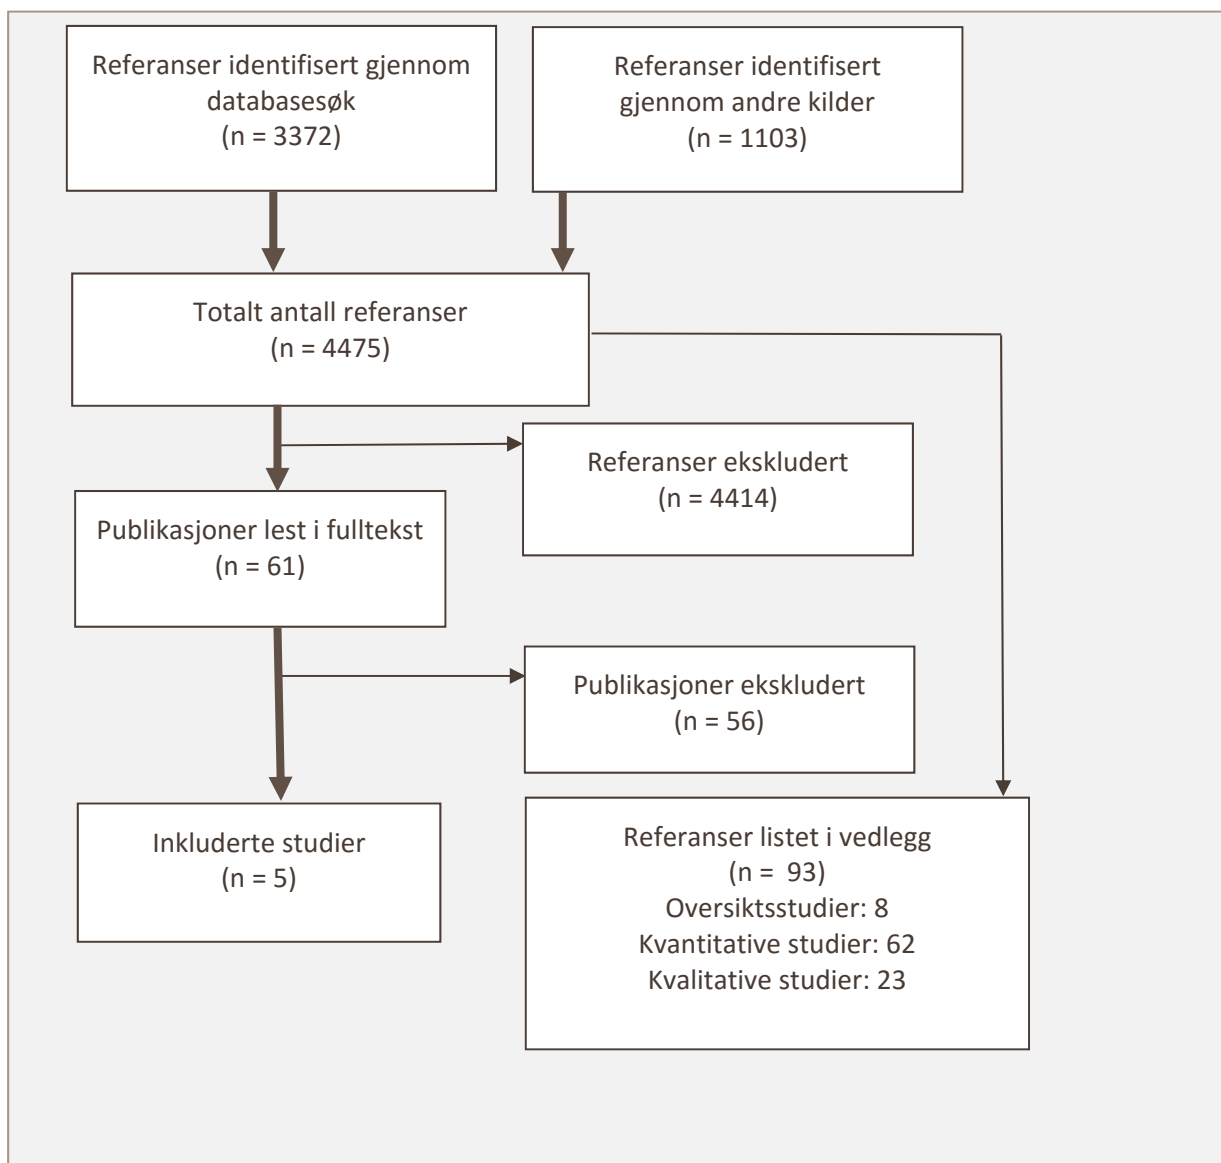 Referanser identifisert gjennom
databasesøk
(n = 3372)
Referanser identifisert
gjennom andre kilder
(n = 1103)
Totalt antall referanser
(n = 4475)
Referanser ekskludert
(n = 4414)
Publikasjoner lest i fulltekst
(n = 61)
Publikasjoner ekskludert
(n = 56)
Inkluderte studier
(n = 5)
Referanser listet i vedlegg
(n =  93)
Oversiktsstudier: 8
Kvantitative studier: 62
Kvalitative studier: 23